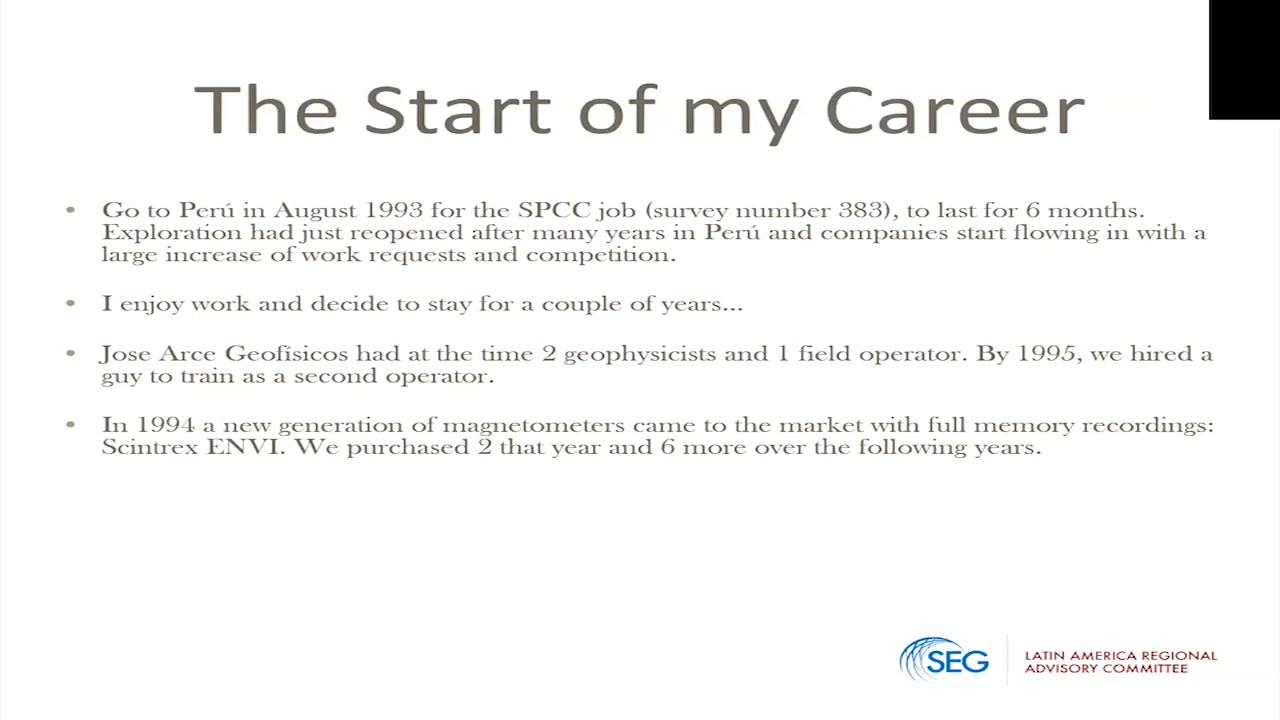 The Start of my Career
• Go to Perú in August 1993 for the SPCC job (survey number 383), to last for 6 months.
Exploration had just reopened after many years in Perú and companies start flowing in with a
large increase of work requests and competition.
• I enjoy work and decide to stay for a couple of years...
• Jose Arce Geofísicos had at the time 2 geophysicists and 1 field operator. By 1995, we hired a
guy to train as a second operator.
• In 1994 a new generation of magnetometers came to the market with full memory recordings:
Scintrex ENVI. We purchased 2 that year and 6 more over the following years.
SEG
LATIN AMERICA REGIONAL
ADVISORY COMMITTEE